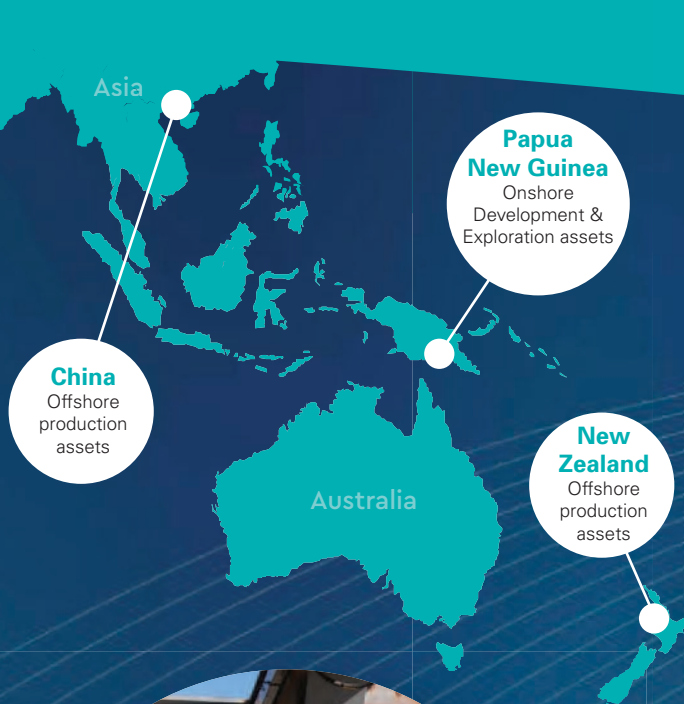 Asia
Papua
New Guinea
Onshore
Development &
Exploration assets
China
Offshore
production
assets
Australia
New
Zealand
Offshore
production
assets